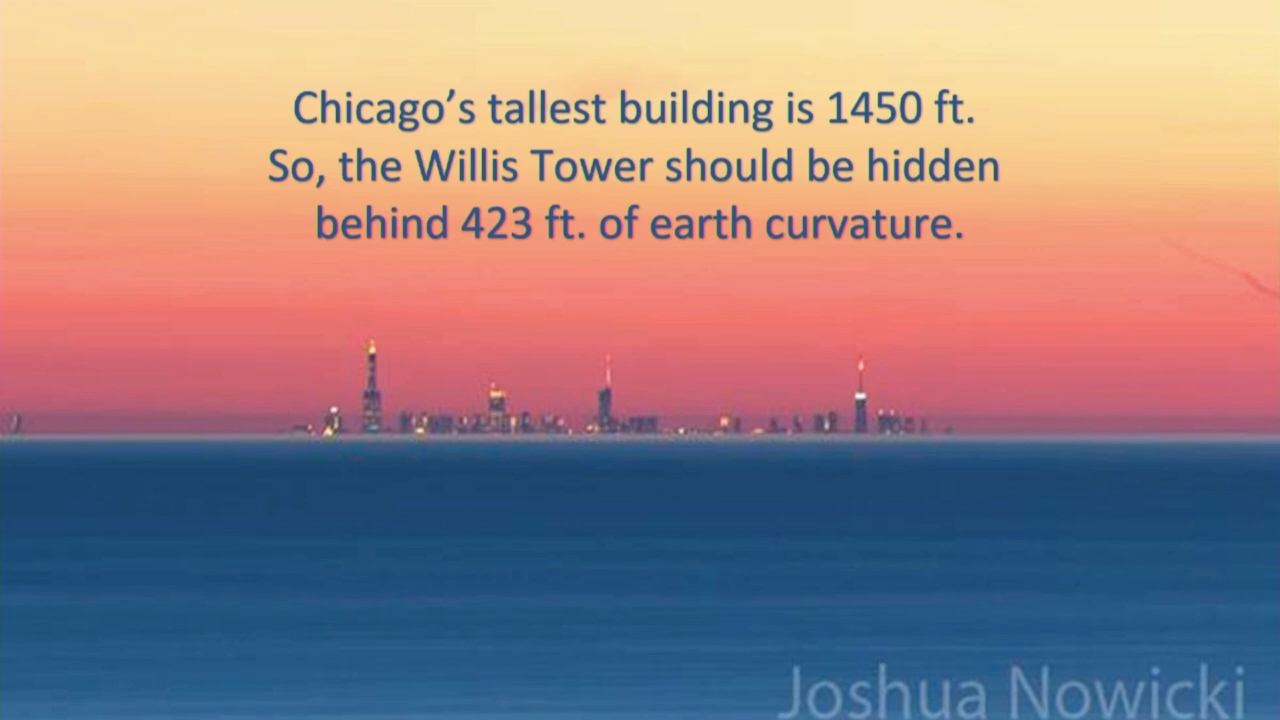 Chicago’s tallest building is 1450 ft.
So, the Willis Tower should be hidden
behind 423 ft. of earth curvature.
Joshua Nowicki